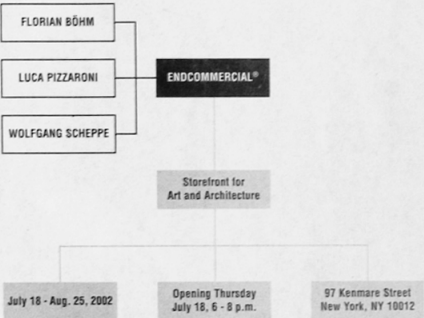 FLORIAN BÖHM
LUCA PIZZARONI
ENDCOMMERCIAL®
WOLFGANG SCHEPPE
Storefront for
Art and Architecture
July 18 - Aug. 25, 2002
Opening Thursday
July 18, 6 - 8 p.m.
97 Kenmare Street
New York, NY 10012